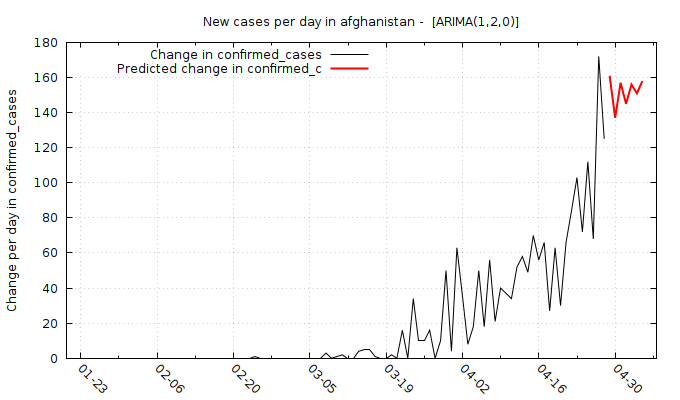 New cases per day in afghanistan -  [ARIMA(1,2,0)]
Change in confirmed_cases
Predicted change in confirmed_c
Change per day in confirmed_cases
180
160
140
120
100
80
60
40
20
0
01-23 02-06 02-20 03-05 03-19 04-02 04-16 04-30